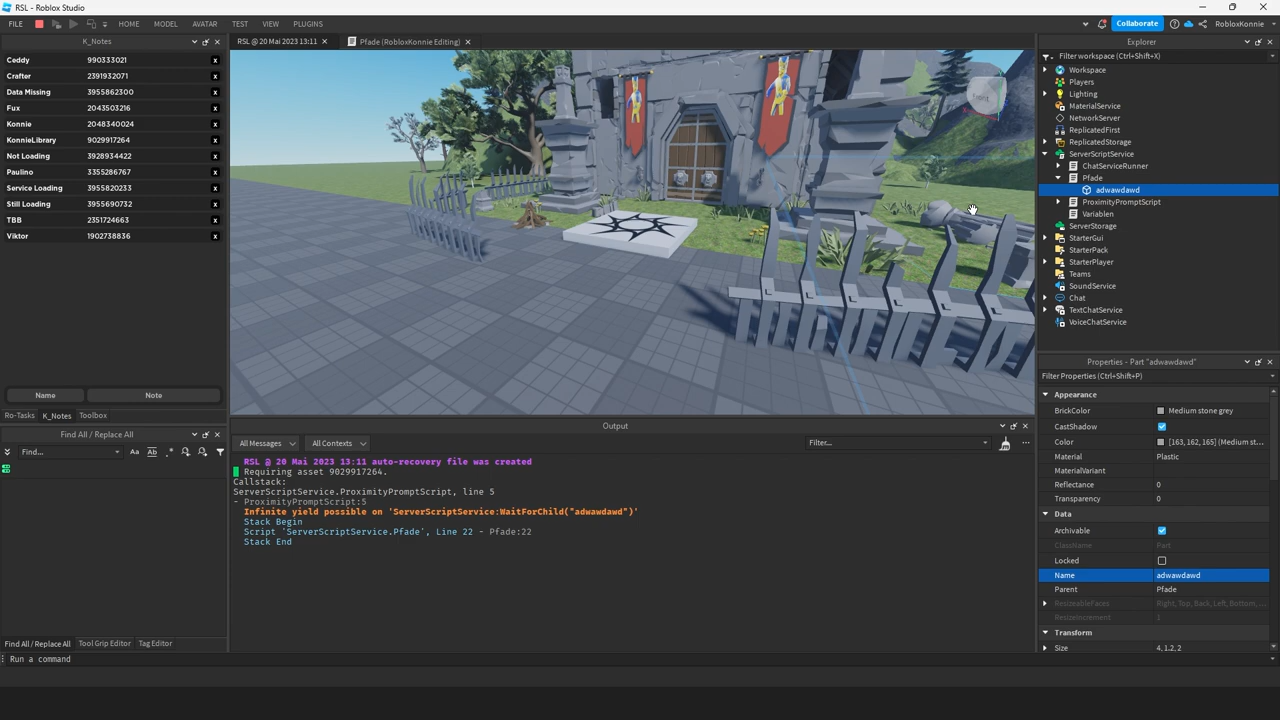 RSL - Roblox Studio
FILE
HOME
MODEL
AVATAR
TEST
VIEW
PLUGINS
Collaborate
RobloxKonnie
K_Notes
Ceddy 990333021 x
Crafter 2391932071 x
Data Missing 3955862300 x
Fux 2043503216 x
Konnie 2048340024 x
KonnieLibrary 9029917264 x
Not Loading 3928934422 x
Paulino 3355286767 x
Service Loading 3955820233 x
Still Loading 3955690732 x
TBB 2351724663 x
Viktor 1902738836 x
Name
Note
Ro-Tasks
K_Notes
Toolbox
Find All / Replace All
Find...
Aa
Ab
.*
Find All / Replace All
Tool Grip Editor
Tag Editor
Run a command
RSL @ 20 Mai 2023 13:11
Pfade (RobloxKonnie Editing)
Front
Output
All Messages
All Contexts
Filter...
RSL @ 20 Mai 2023 13:11 auto-recovery file was created
Requiring asset 9029917264.
Callstack:
ServerScriptService.ProximityPromptScript, line 5
- ProximityPromptScript:5
Infinite yield possible on 'ServerScriptService:WaitForChild("adwawdawd")'
Stack Begin
Script 'ServerScriptService.Pfade', Line 22 - Pfade:22
Stack End
Explorer
Filter workspace (Ctrl+Shift+X)
Workspace
Players
Lighting
MaterialService
NetworkServer
ReplicatedFirst
ReplicatedStorage
ServerScriptService
ChatServiceRunner
Pfade
adwawdawd
ProximityPromptScript
Variablen
ServerStorage
StarterGui
StarterPack
StarterPlayer
Teams
SoundService
Chat
TextChatService
VoiceChatService
Properties - Part "adwawdawd"
Filter Properties (Ctrl+Shift+P)
Appearance
BrickColor Medium stone grey
CastShadow
Color [163, 162, 165] (Medium st...
Material Plastic
MaterialVariant
Reflectance 0
Transparency 0
Data
Archivable
ClassName Part
Locked
Name adwawdawd
Parent Pfade
ResizeableFaces Right, Top, Back, Left, Bottom, ...
ResizeIncrement 1
Transform
Size 4, 1.2, 2